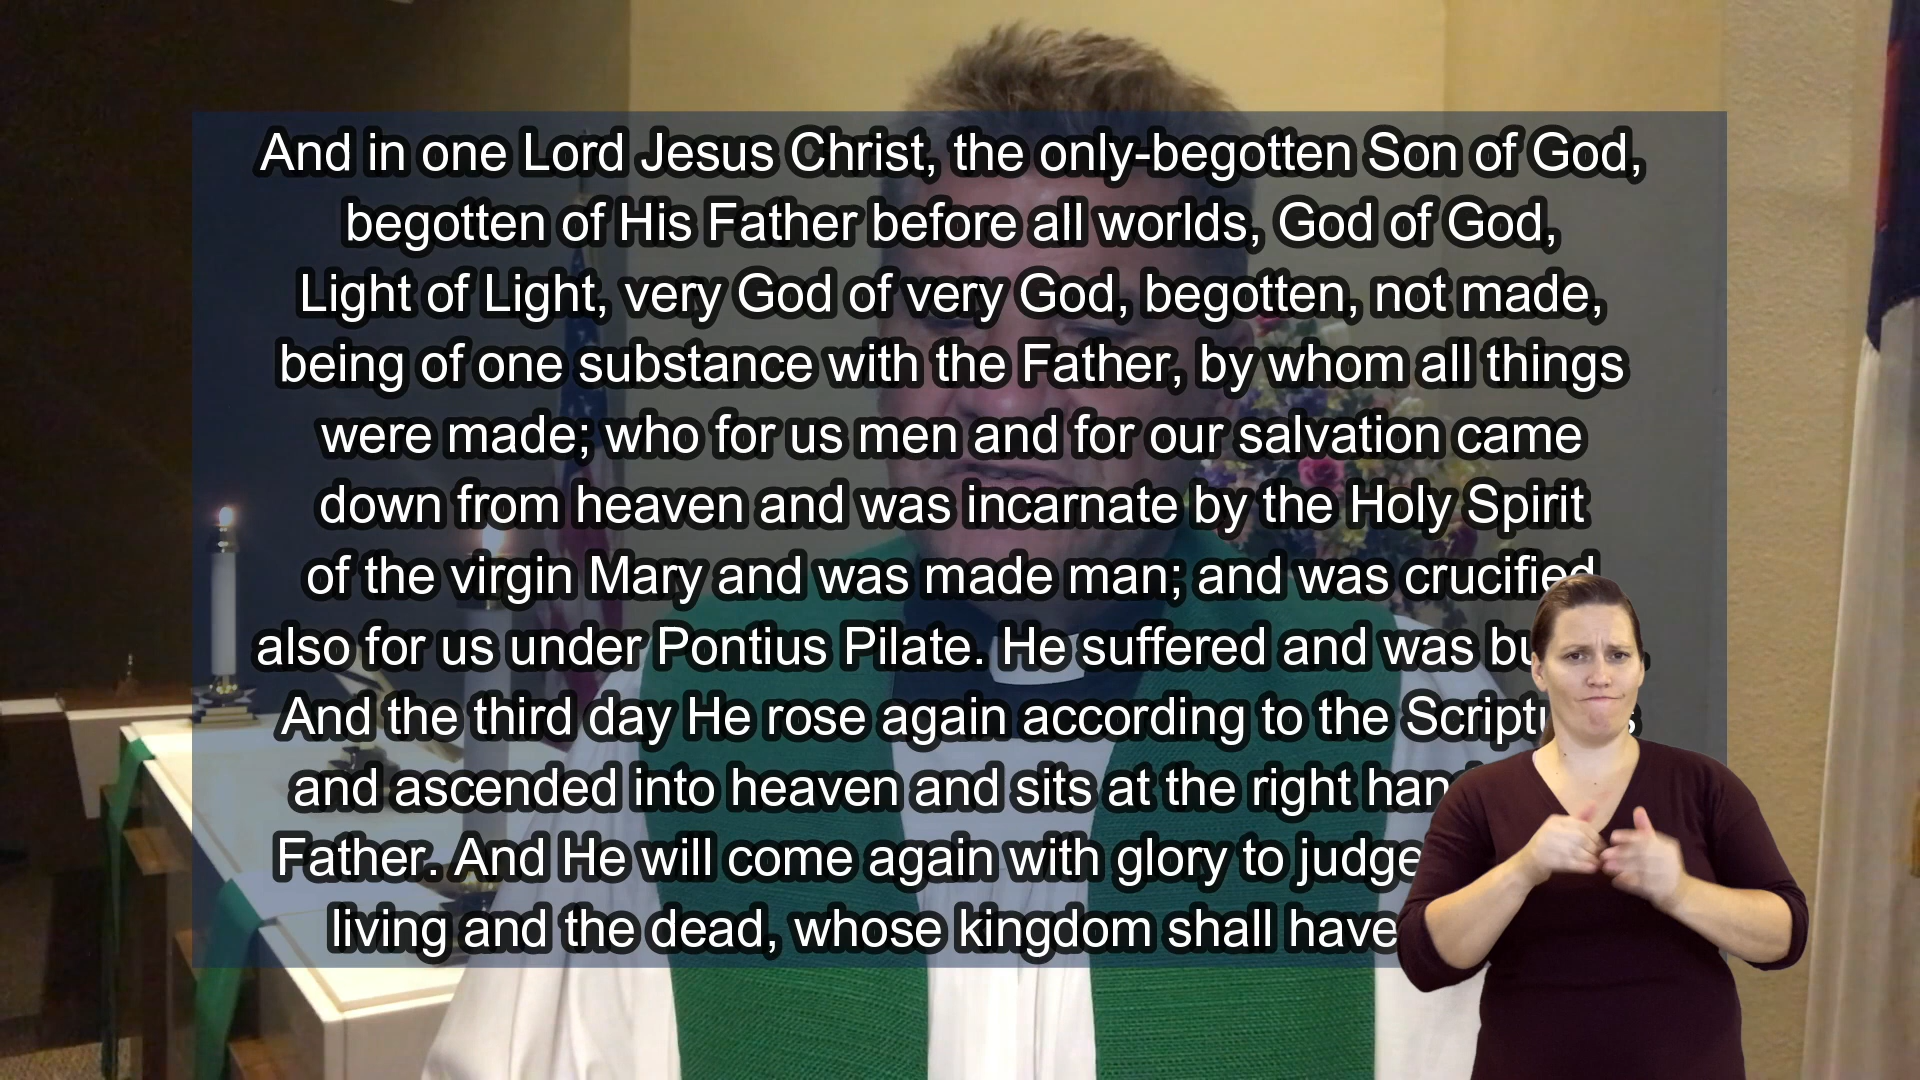 And in one Lord Jesus Christ, the only-begotten Son of God,
begotten of His Father before all worlds, God of God,
Light of Light, very God of very God, begotten, not made,
being of one substance with the Father, by whom all things
were made; who for us men and for our salvation came
down from heaven and was incarnate by the Holy Spirit
of the virgin Mary and was made man; and was crucified
also for us under Pontius Pilate. He suffered and was
And the third day He rose again according to the
and ascended into heaven and sits at the right
Father. And He will come again with glory to judge
living and the dead, whose kingdom shall have